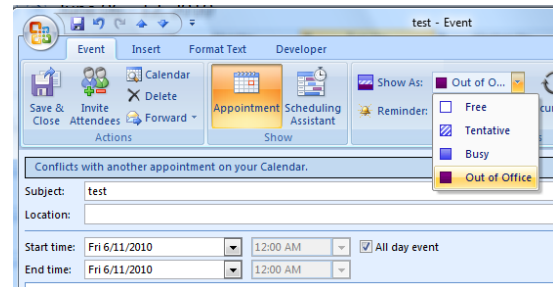 test - Event
Event Insert Format Text Developer
Save & Close
Invite Attendees
Calendar
Delete
Forward
Actions
Appointment
Scheduling Assistant
Show
Show As: Out of O...
Reminder:
Free
Tentative
Busy
Out of Office
Conflicts with another appointment on your Calendar.
Subject: test
Location:
Start time: Fri 6/11/2010 12:00 AM All day event
End time: Fri 6/11/2010 12:00 AM